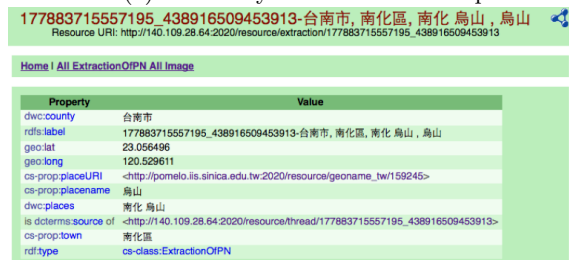 177883715557195_438916509453913-台南市, 南化區, 南化 烏山 , 烏山
Resource URI: http://140.109.28.64:2020/resource/extraction/177883715557195_438916509453913
Home | All ExtractionOfPN All Image
Property Value
dwc:county 台南市
rdfs:label 177883715557195_438916509453913-台南市, 南化區, 南化 烏山 , 烏山
geo:lat 23.056496
geo:long 120.529611
cs-prop:placeURI <http://pomelo.iis.sinica.edu.tw:2020/resource/geoname_tw/159245>
cs-prop:placename 烏山
dwc:places 南化 烏山
is dcterms:source of <http://140.109.28.64:2020/resource/thread/177883715557195_438916509453913>
cs-prop:town 南化區
rdf:type cs-class:ExtractionOfPN